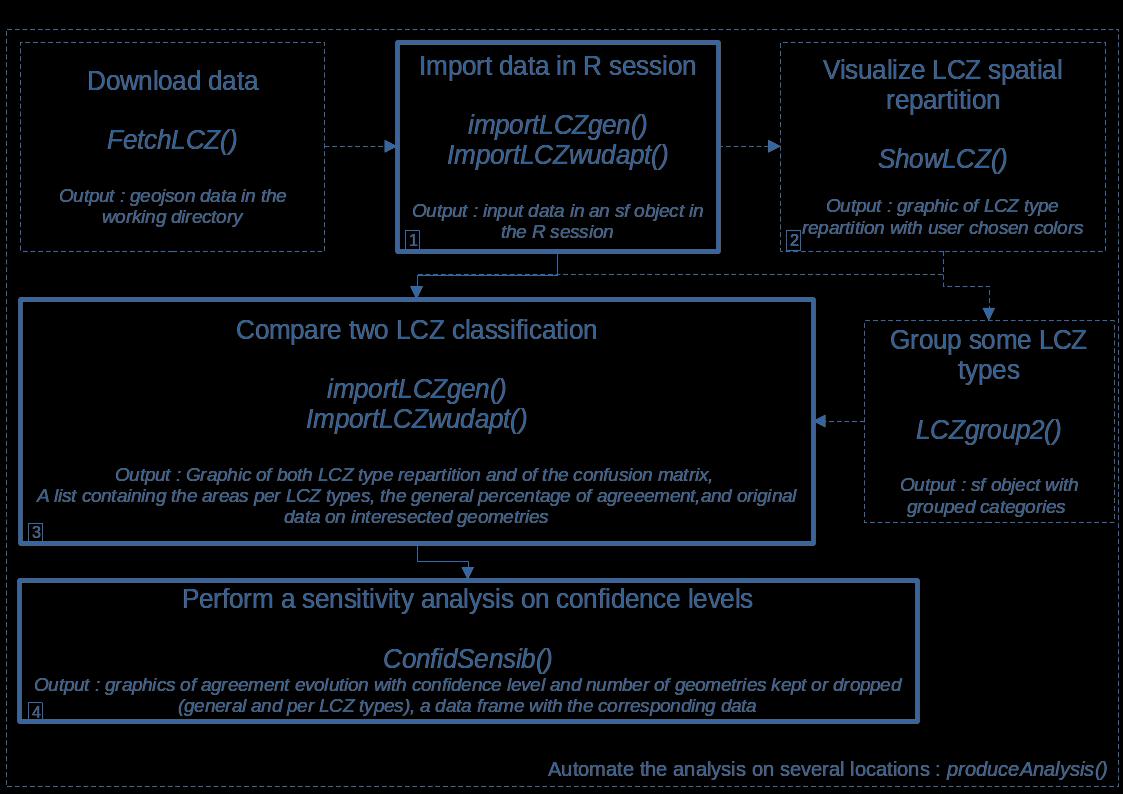 Download data
FetchLCZ()
Output : geojson data in the
working directory
Import data in R session
importLCZgen()
ImportLCZwudapt()
Output : input data in an sf object in
the R session
1
Visualize LCZ spatial
repartition
ShowLCZ()
Output : graphic of LCZ type
repartition with user chosen colors
2
Compare two LCZ classification
importLCZgen()
ImportLCZwudapt()
Output : Graphic of both LCZ type repartition and of the confusion matrix,
A list containing the areas per LCZ types, the general percentage of agreeement,and original
data on interesected geometries
3
Group some LCZ
types
LCZgroup2()
Output : sf object with
grouped categories
Perform a sensitivity analysis on confidence levels
ConfidSensib()
Output : graphics of agreement evolution with confidence level and number of geometries kept or dropped
(general and per LCZ types), a data frame with the corresponding data
4
Automate the analysis on several locations : produceAnalysis()